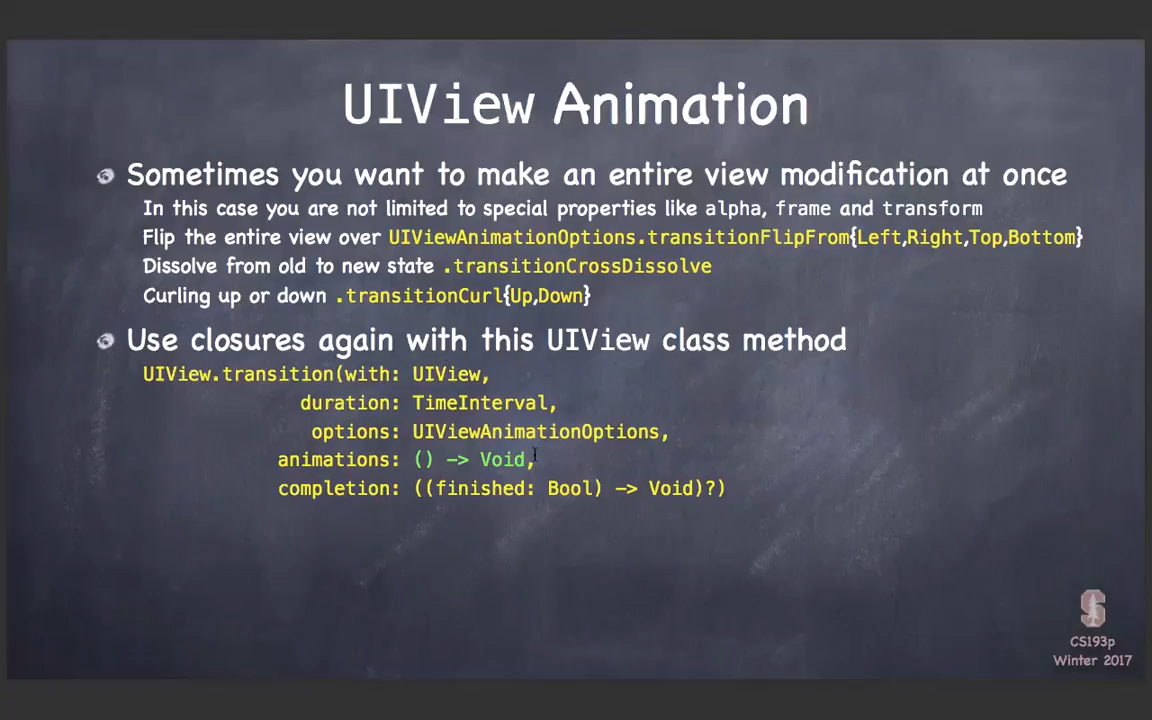 UIView Animation
Sometimes you want to make an entire view modification at once
In this case you are not limited to special properties like alpha, frame and transform
Flip the entire view over UIViewAnimationOptions.transitionFlipFrom{Left,Right,Top,Bottom}
Dissolve from old to new state .transitionCrossDissolve
Curling up or down .transitionCurl{Up,Down}
Use closures again with this UIView class method
UIView.transition(with: UIView,
duration: TimeInterval,
options: UIViewAnimationOptions,
animations: () -> Void,
completion: ((finished: Bool) -> Void)?)
CS193p
Winter 2017